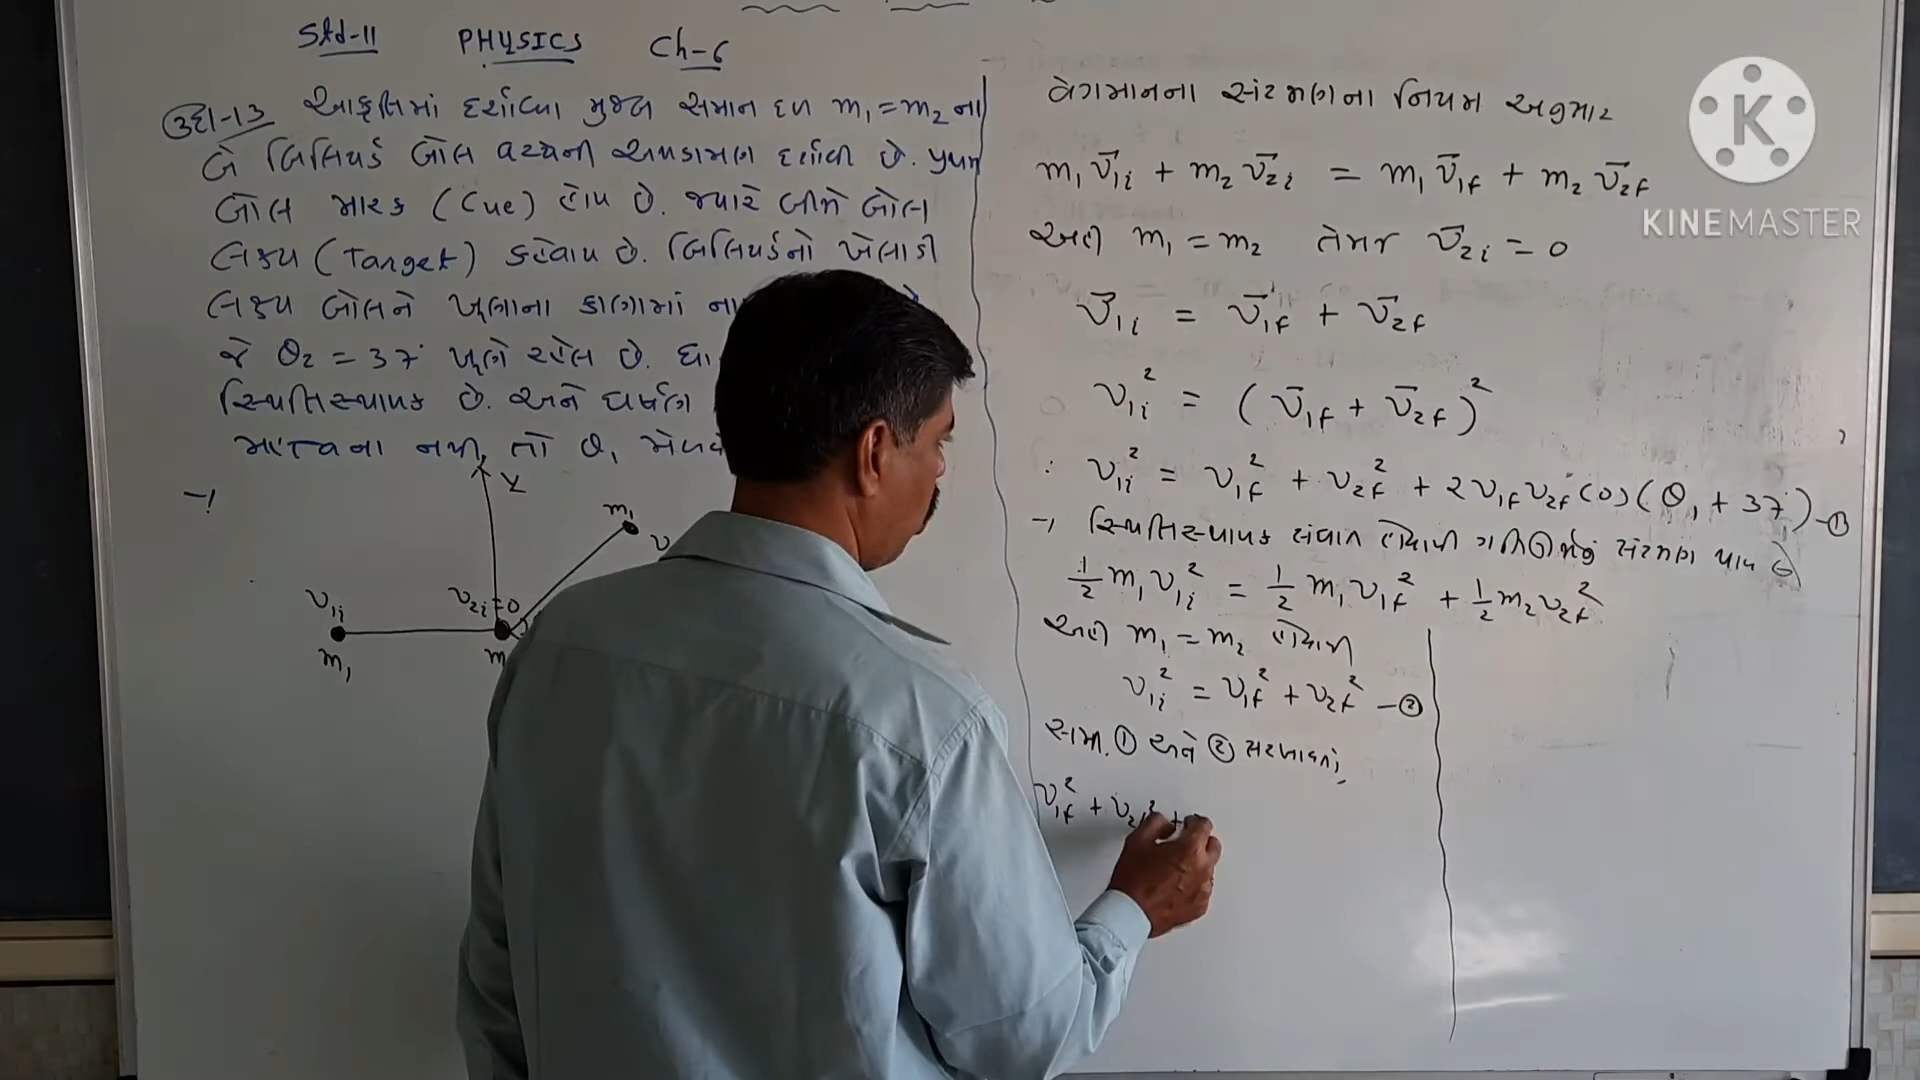 Std-11 PHYSICS Ch-6
ઉદા-13 આકૃતિમાં દર્શાવ્યા મુજબ સમાન દળ m₁=m₂ ના
બે બિલિયર્ડ બોલ વચ્ચેની અથડામણ દર્શાવી છે.
બોલ મારક (Cue) હોય છે. જ્યારે બીજો બોલ
લક્ષ્ય (Target) કહેવાય છે. બિલિયર્ડનો ખેલાડી
લક્ષ્ય બોલને ખૂણાના કાણામાં
જે θ₂ = 37° ખૂણે રહેલ છે.
સ્થિતિસ્થાપક છે. અને ઘર્ષણ
મહત્વના નથી, તો θ₁
Y
m₁
v
v₁ᵢ
v₂ᵢ=0
m₁
m
વેગમાનના સંરક્ષણના નિયમ અનુસાર
m₁v⃗₁ᵢ + m₂v⃗₂ᵢ = m₁v⃗₁f + m₂v⃗₂f
અહી m₁ = m₂ તેમજ v⃗₂ᵢ = 0
v⃗₁ᵢ = v⃗₁f + v⃗₂f
v₁ᵢ² = (v⃗₁f + v⃗₂f)²
∴ v₁ᵢ² = v₁f² + v₂f² + 2v₁fv₂f cos(θ₁ + 37°) -①
→ સ્થિતિસ્થાપક સંઘાત હોવાથી ગતિઊર્જાનું સંરક્ષણ થાય છે
½m₁v₁ᵢ² = ½m₁v₁f² + ½m₂v₂f²
અહી m₁ = m₂ હોવાથી
v₁ᵢ² = v₁f² + v₂f² -②
સમી. ① અને ② સરખાવતાં,
v₁f² + v₂f² +
KINEMASTER